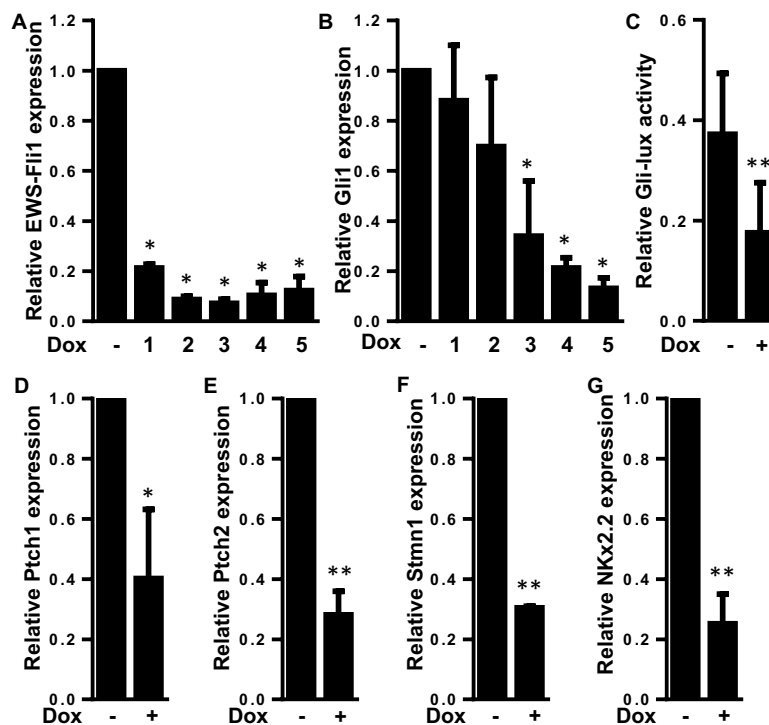 A
Relative EWS-Fli1 expression
1.0
0.8
0.6
0.4
0.2
0.0
*
*
*
*
*
Dox - 1 2 3 4 5
B
Relative Gli1 expression
1.0
0.8
0.6
0.4
0.2
0.0
*
*
*
Dox - 1 2 3 4 5
C
Relative Gli-lux activity
0.6
0.4
0.2
0.0
**
Dox - +
D
Relative Ptch1 expression
1.0
0.8
0.6
0.4
0.2
0.0
*
Dox - +
E
Relative Ptch2 expression
1.0
0.8
0.6
0.4
0.2
0.0
**
Dox - +
F
Relative Stmn1 expression
1.0
0.8
0.6
0.4
0.2
0.0
**
Dox - +
G
Relative NKx2.2 expression
1.0
0.8
0.6
0.4
0.2
0.0
**
Dox - +